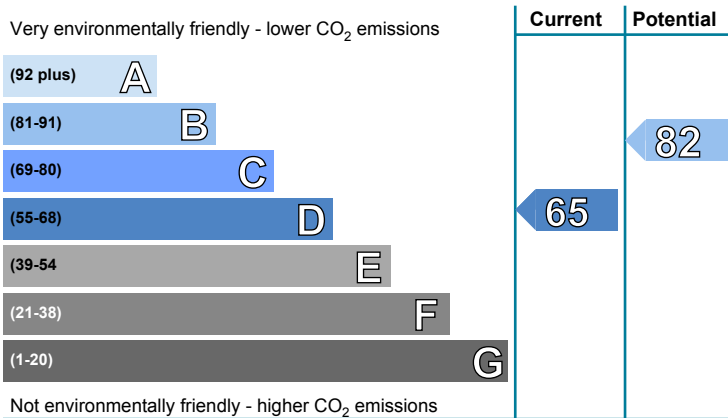 Current Potential
Very environmentally friendly - lower CO2 emissions
(92 plus) A
(81-91) B
82
(69-80) C
(55-68) D
65
(39-54 E
(21-38) F
(1-20) G
Not environmentally friendly - higher CO2 emissions